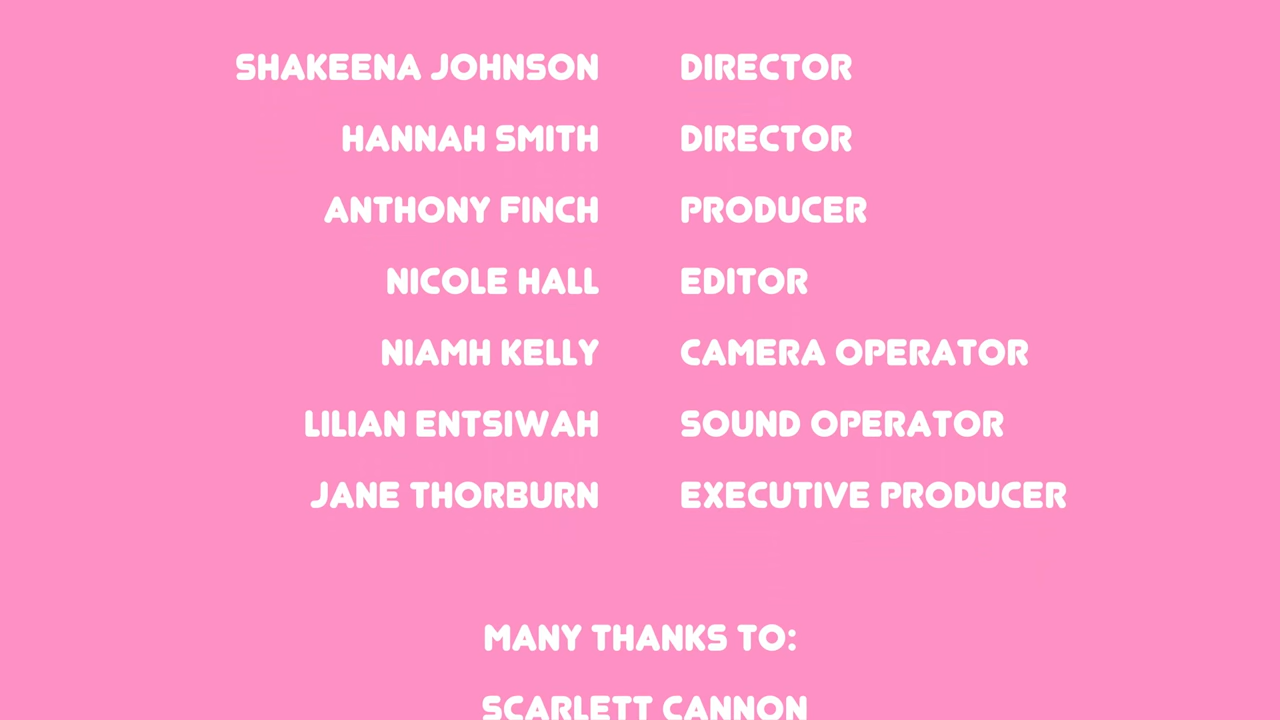 SHAKEENA JOHNSON DIRECTOR
HANNAH SMITH DIRECTOR
ANTHONY FINCH PRODUCER
NICOLE HALL EDITOR
NIAMH KELLY CAMERA OPERATOR
LILIAN ENTSIWAH SOUND OPERATOR
JANE THORBURN EXECUTIVE PRODUCER
MANY THANKS TO:
SCARLETT CANNON